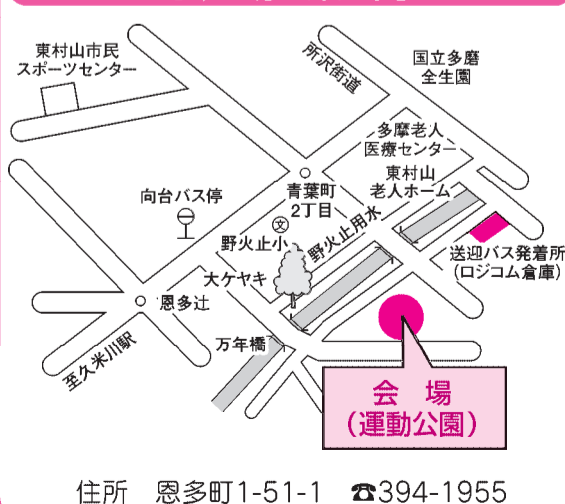 東村山市民
スポーツセンター
所沢街道
国立多磨
全生園
多摩老人
医療センター
東村山
老人ホーム
向台バス停
青葉町
2丁目
文
野火止小
野火止用水
送迎バス発着所
(ロジコム倉庫)
大ケヤキ
恩多辻
万年橋
至久米川駅
会 場
(運動公園)
住所 恩多町1-51-1 ☎394-1955